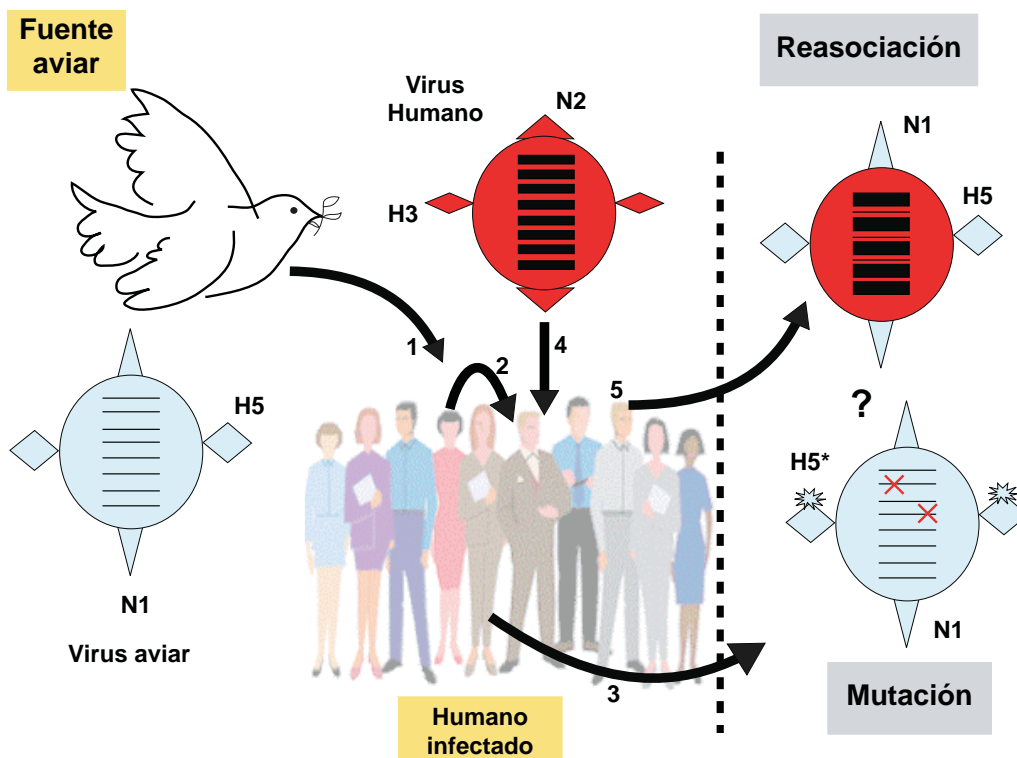 Fuente
aviar
Virus
Humano
N2
H3
Reasociación
N1
H5
1
2
4
5
?
H5
N1
Virus aviar
H5*
N1
Mutación
3
Humano
infectado